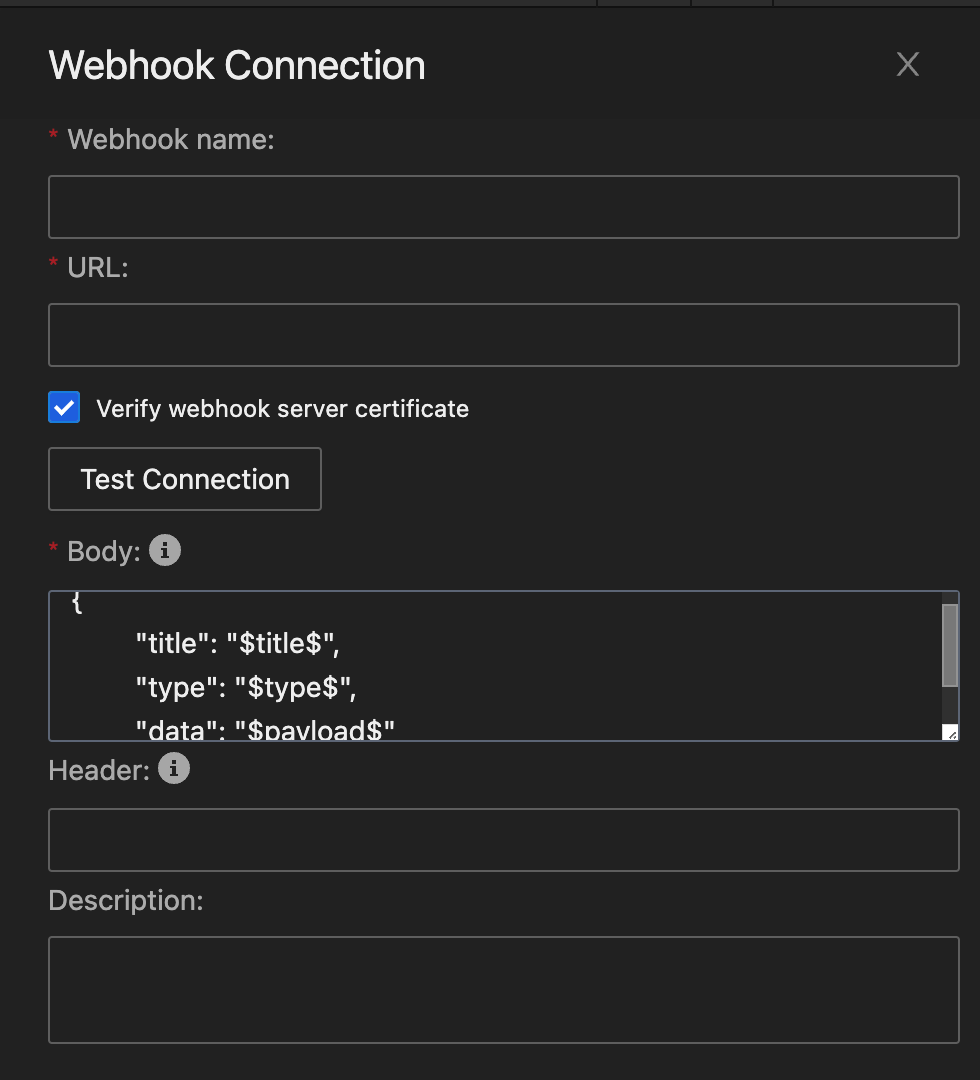 Webhook Connection
* Webhook name:
* URL:
Verify webhook server certificate
Test Connection
* Body:
{
"title": "$title$",
"type": "$type$",
"data": "$payload$"
Header:
Description: